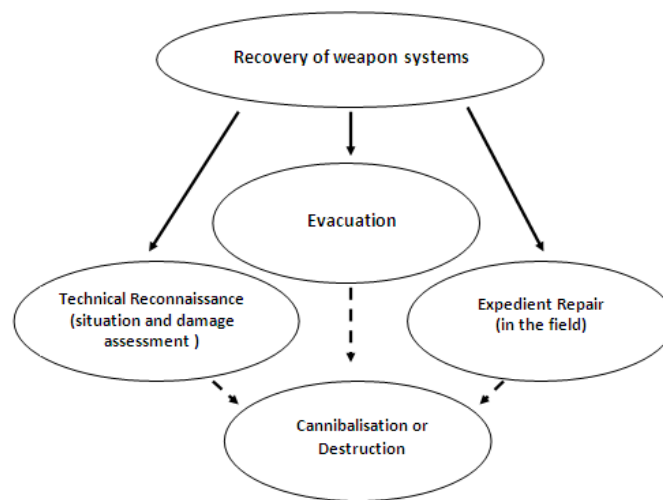 Recovery of weapon systems
Evacuation
Technical Reconnaissance
(situation and damage
assessment )
Expedient Repair
(in the field)
Cannibalisation or
Destruction